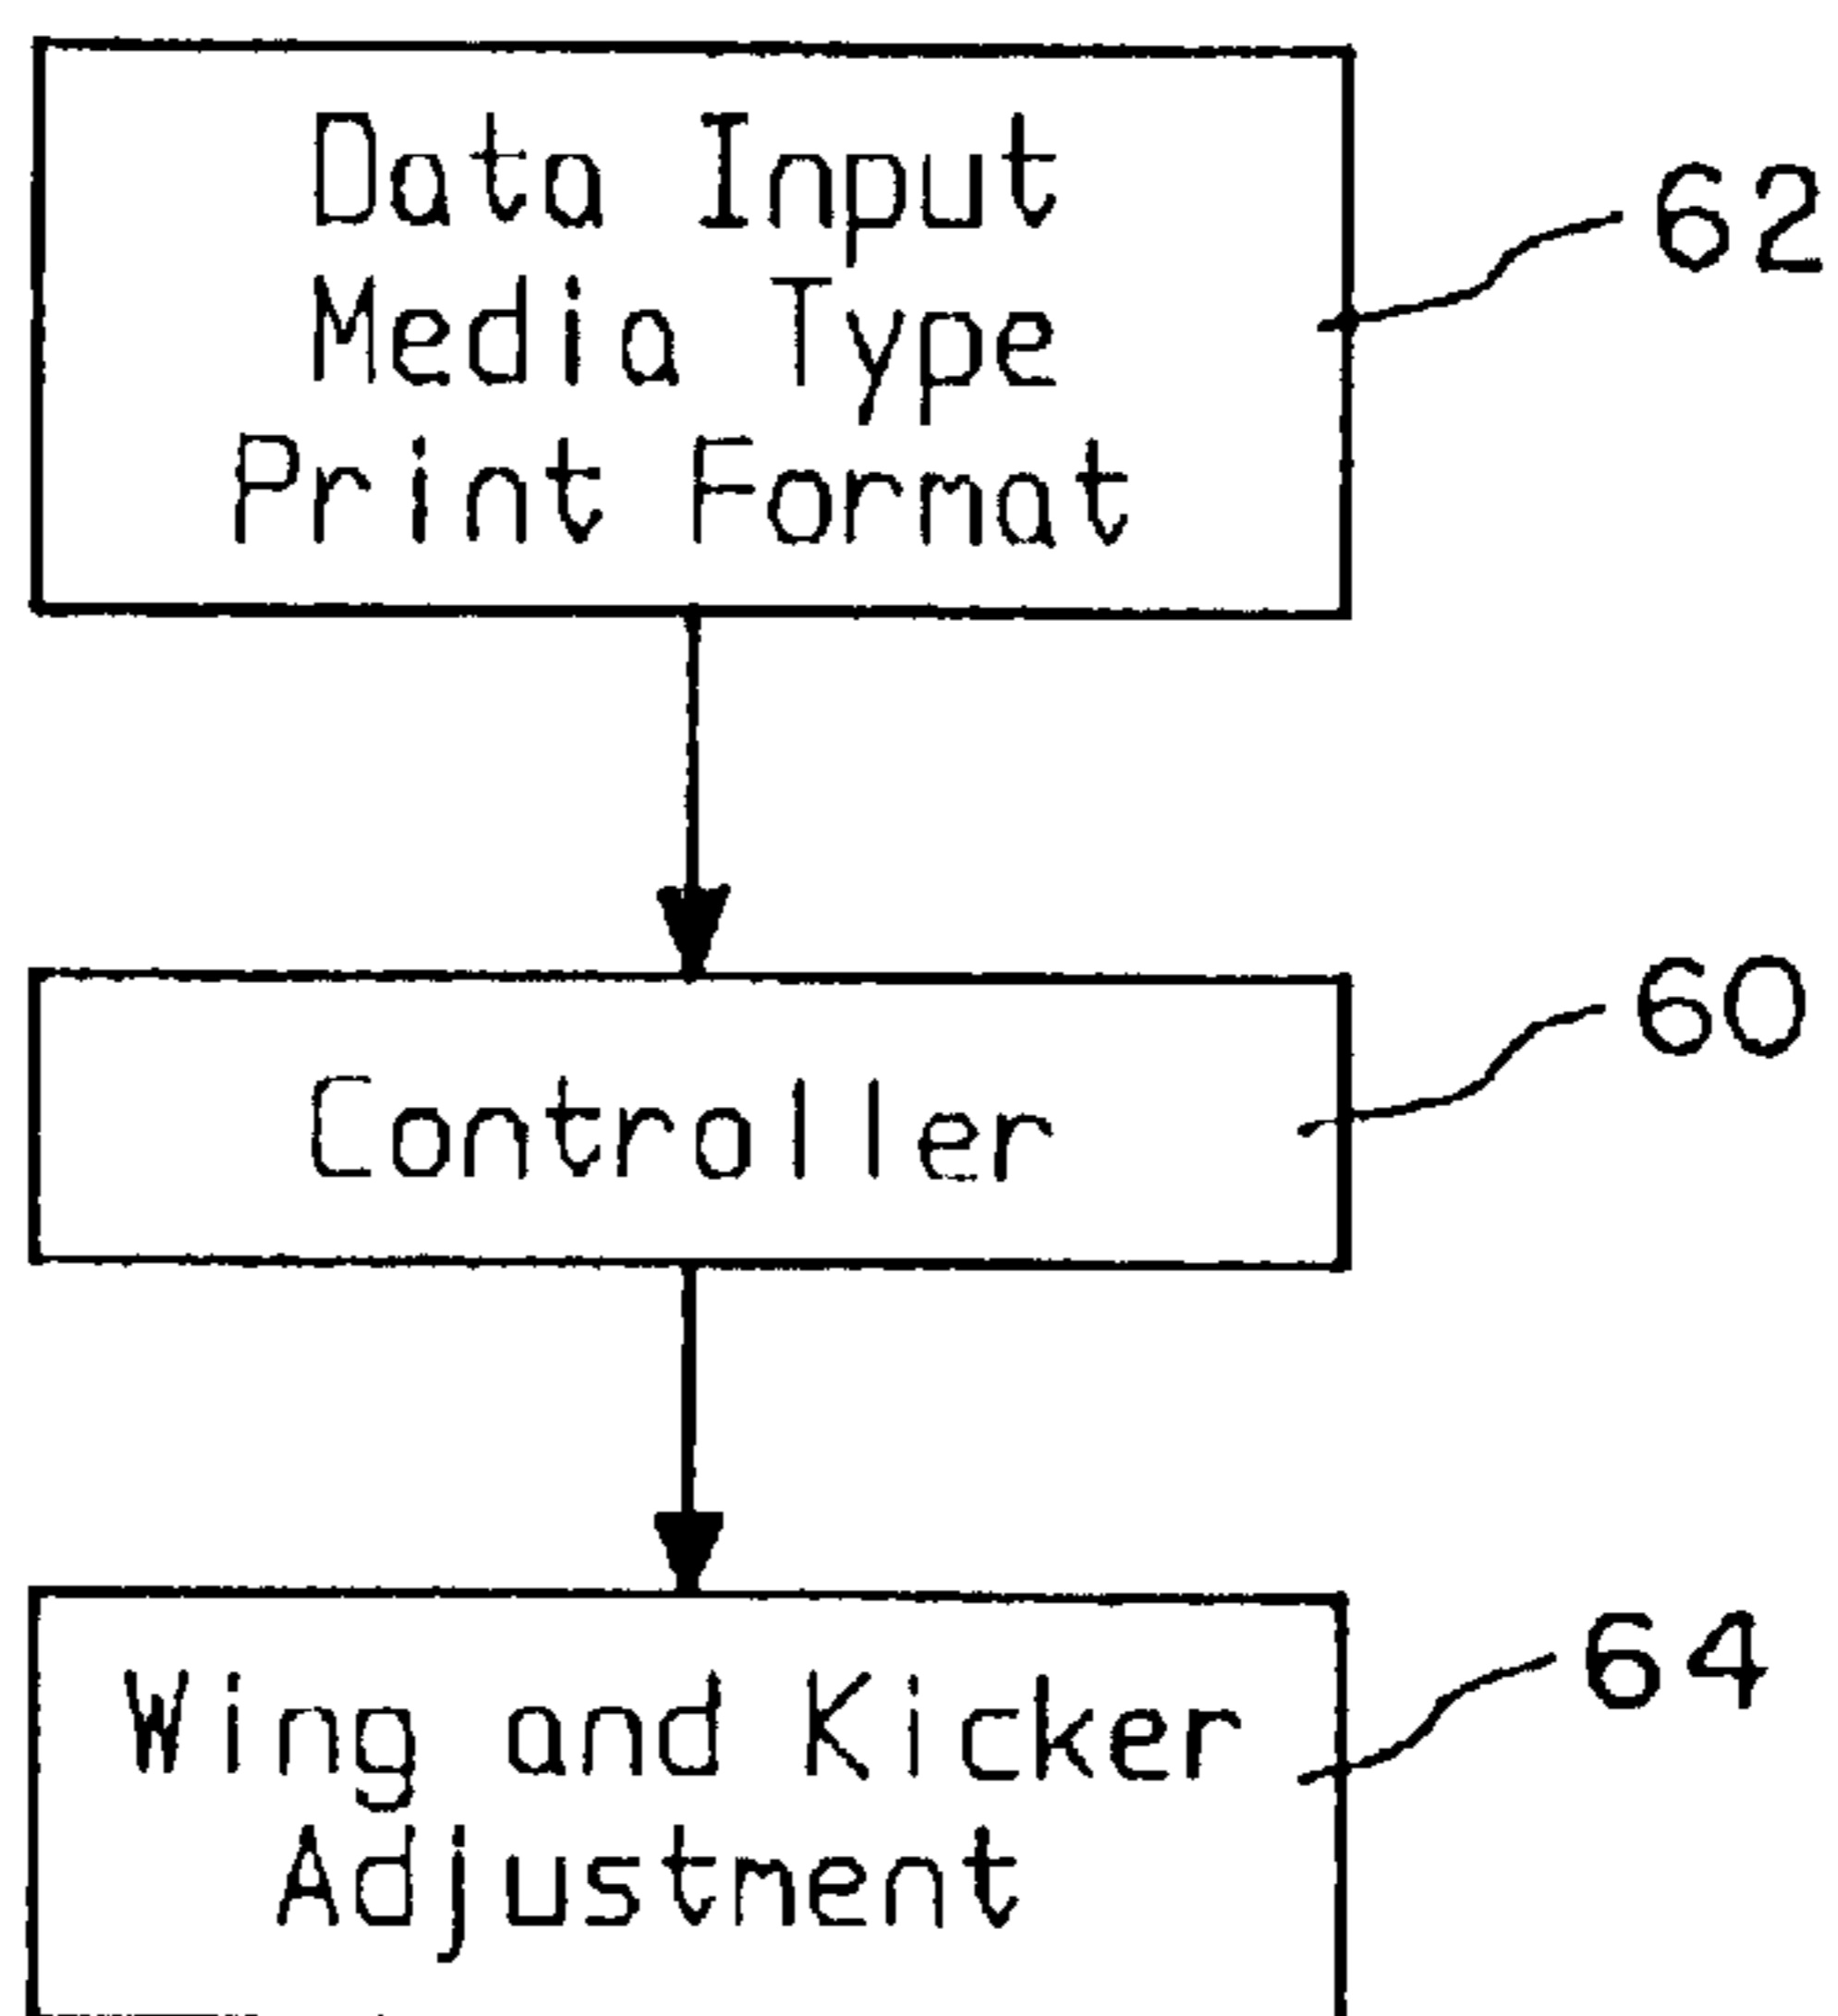 Data Input
Media Type
Print Format
62
Controller
60
Wing and Kicker
Adjustment
64